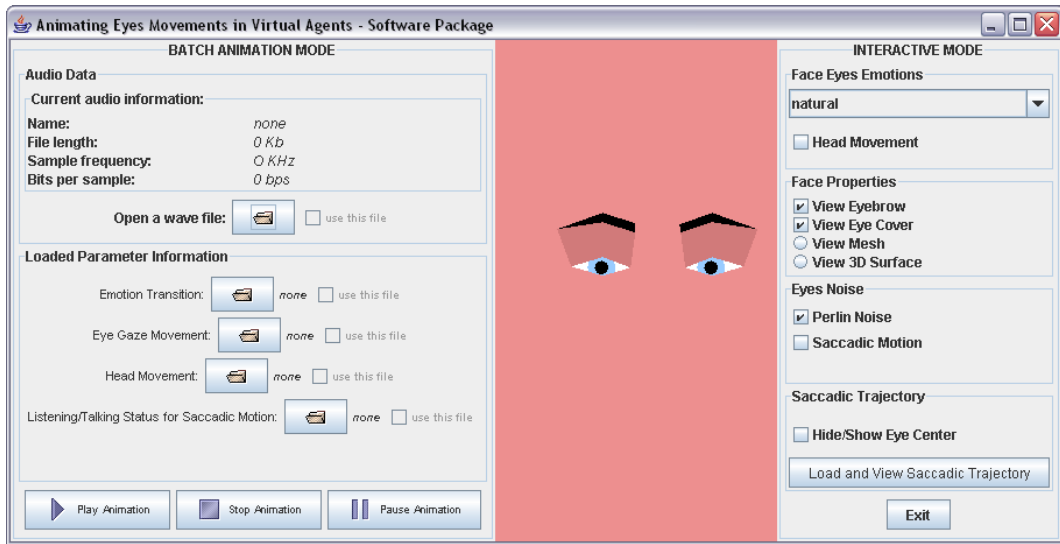 Animating Eyes Movements in Virtual Agents - Software Package
BATCH ANIMATION MODE
Audio Data
Current audio information:
Name: none
File length: 0 Kb
Sample frequency: O KHz
Bits per sample: 0 bps
Open a wave file: use this file
Loaded Parameter Information
Emotion Transition: none use this file
Eye Gaze Movement: none use this file
Head Movement: none use this file
Listening/Talking Status for Saccadic Motion: none use this file
Play Animation Stop Animation Pause Animation
INTERACTIVE MODE
Face Eyes Emotions
natural
Head Movement
Face Properties
View Eyebrow
View Eye Cover
View Mesh
View 3D Surface
Eyes Noise
Perlin Noise
Saccadic Motion
Saccadic Trajectory
Hide/Show Eye Center
Load and View Saccadic Trajectory
Exit